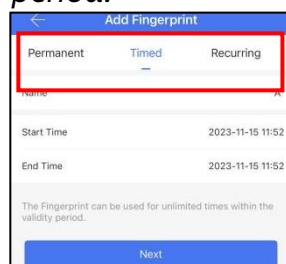 period.
Add Fingerprint
Permanent Timed Recurring
Name A
Start Time 2023-11-15 11:52
End Time 2023-11-15 11:52
The Fingerprint can be used for unlimited times within the
validity period.
Next